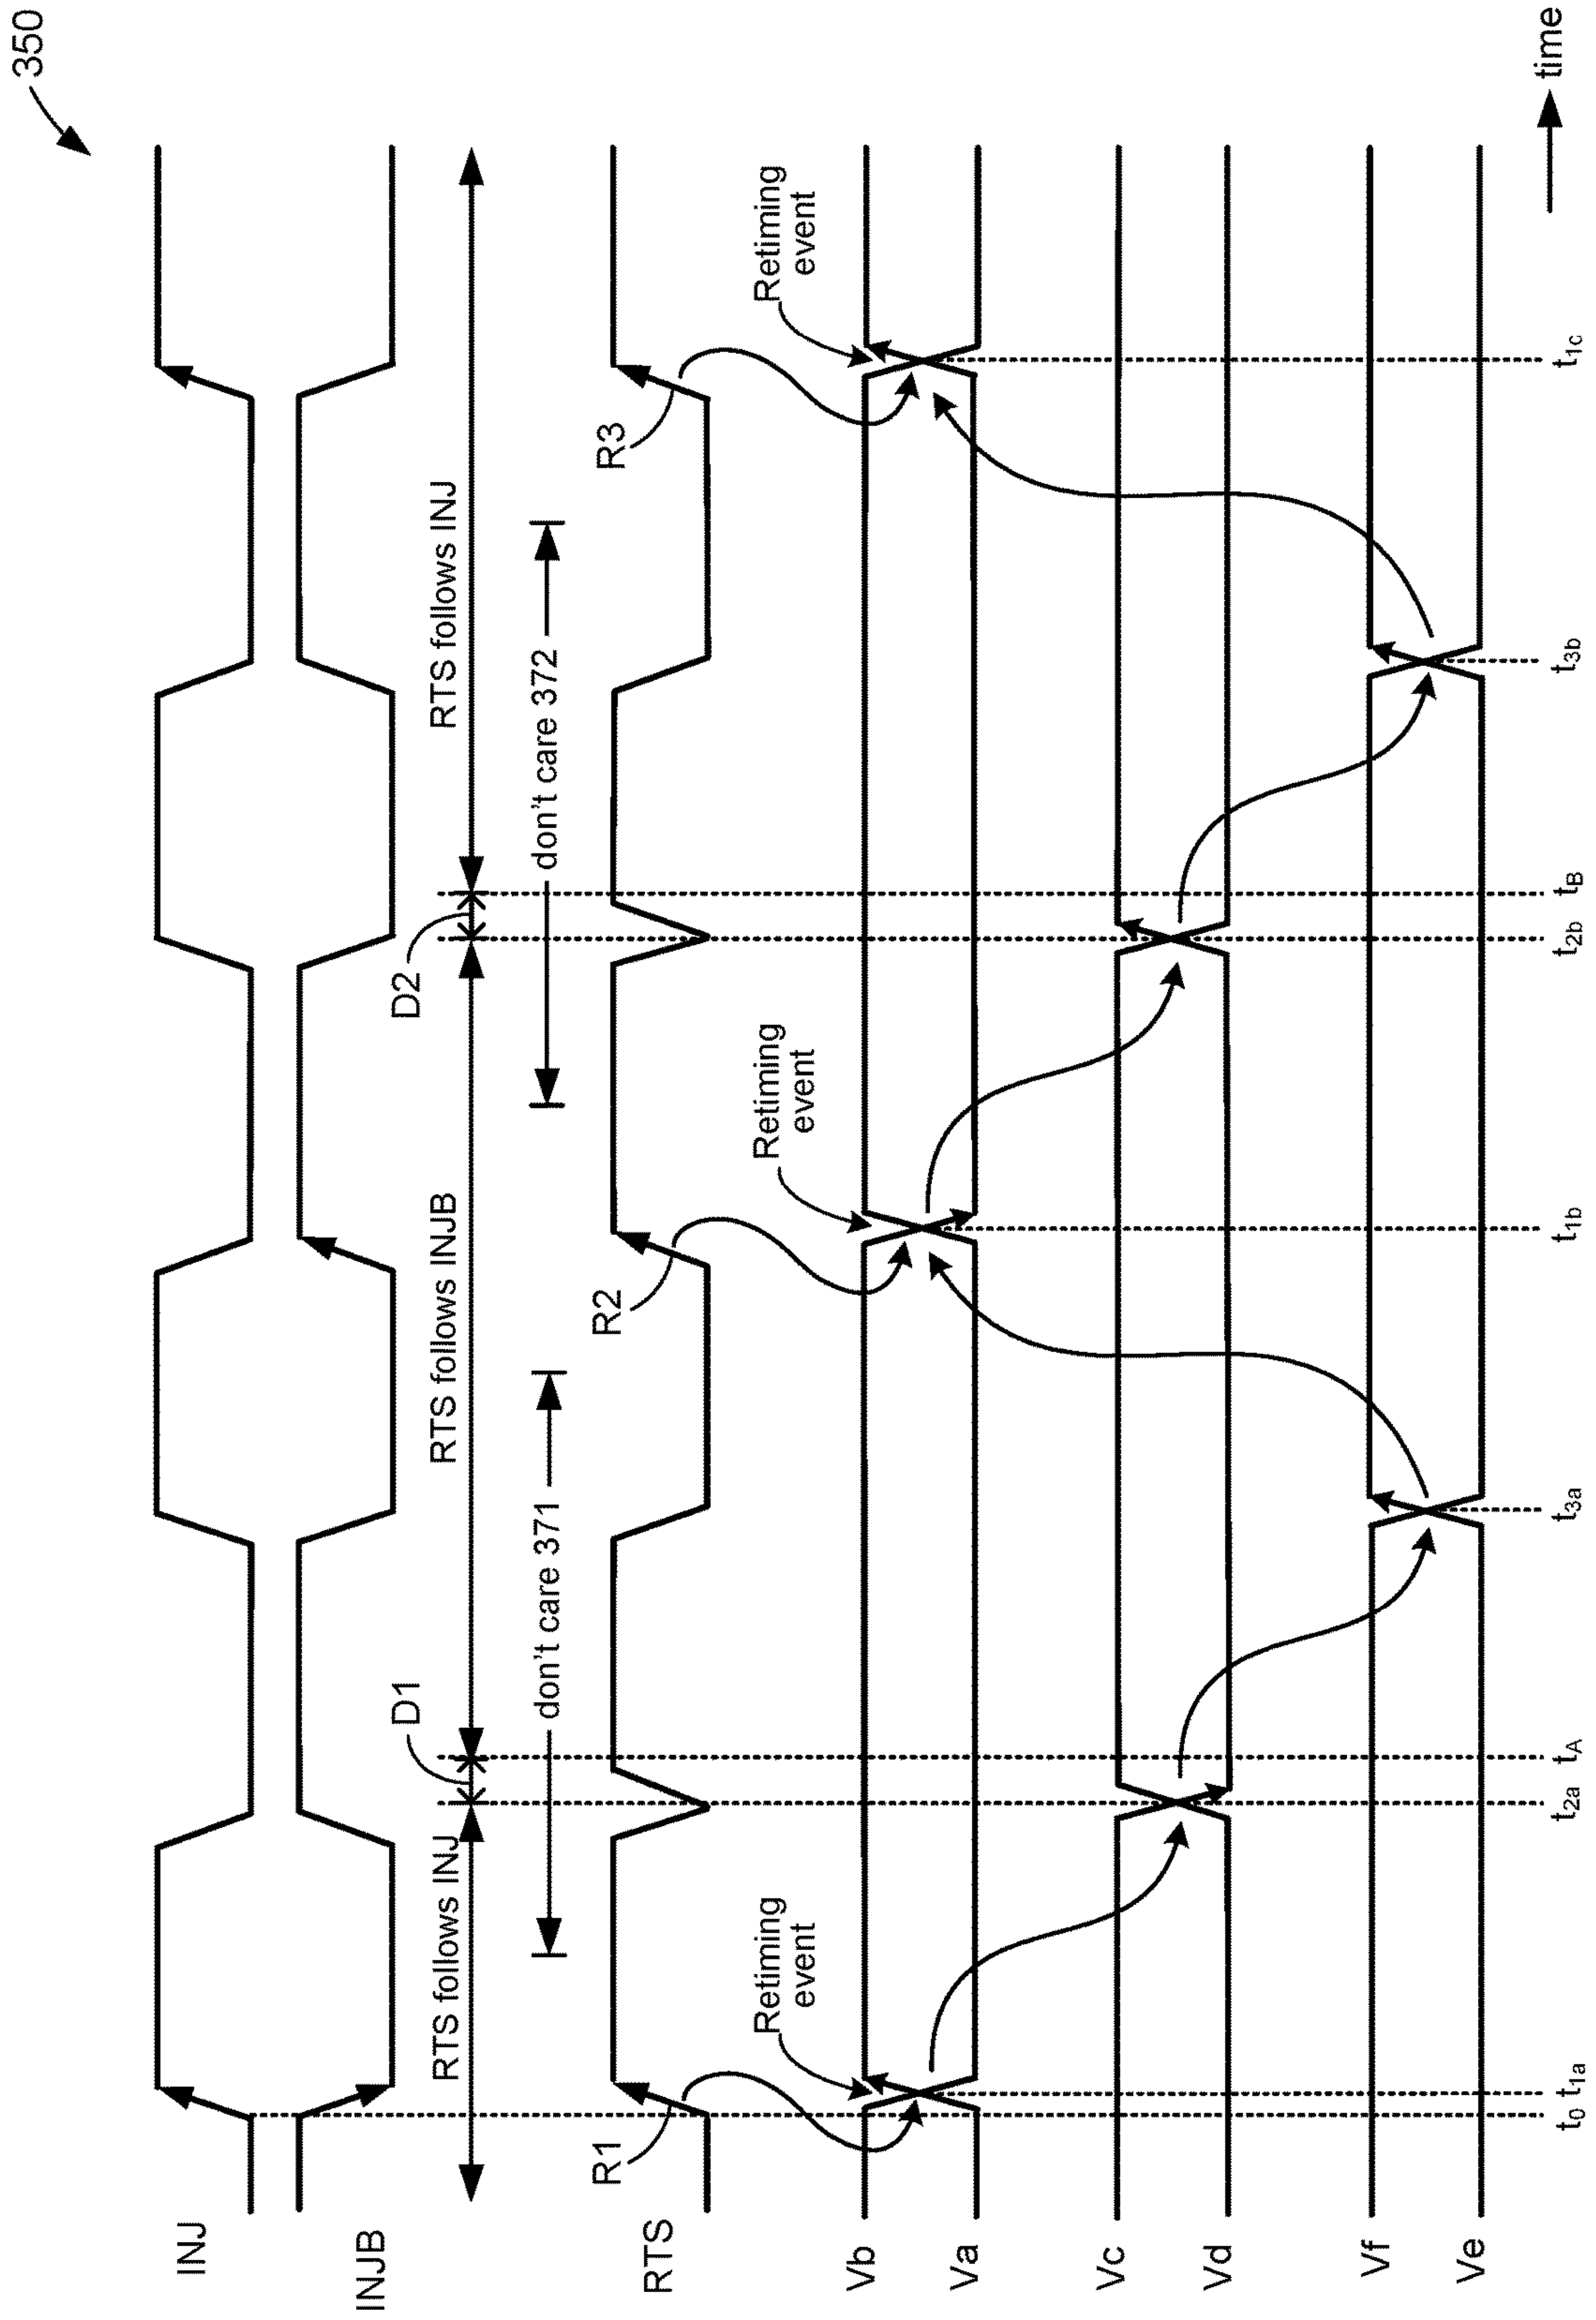 350
INJ
INJB
RTS follows INJ
D1
RTS follows INJB
D2
RTS follows INJ
don't care 371
don't care 372
RTS
R1
R2
R3
Retiming
event
Retiming
event
Retiming
event
Vb
Va
Vc
Vd
Vf
Ve
t0
t1a
t2a
tA
t3a
t1b
t2b
tB
t3b
t1c
time